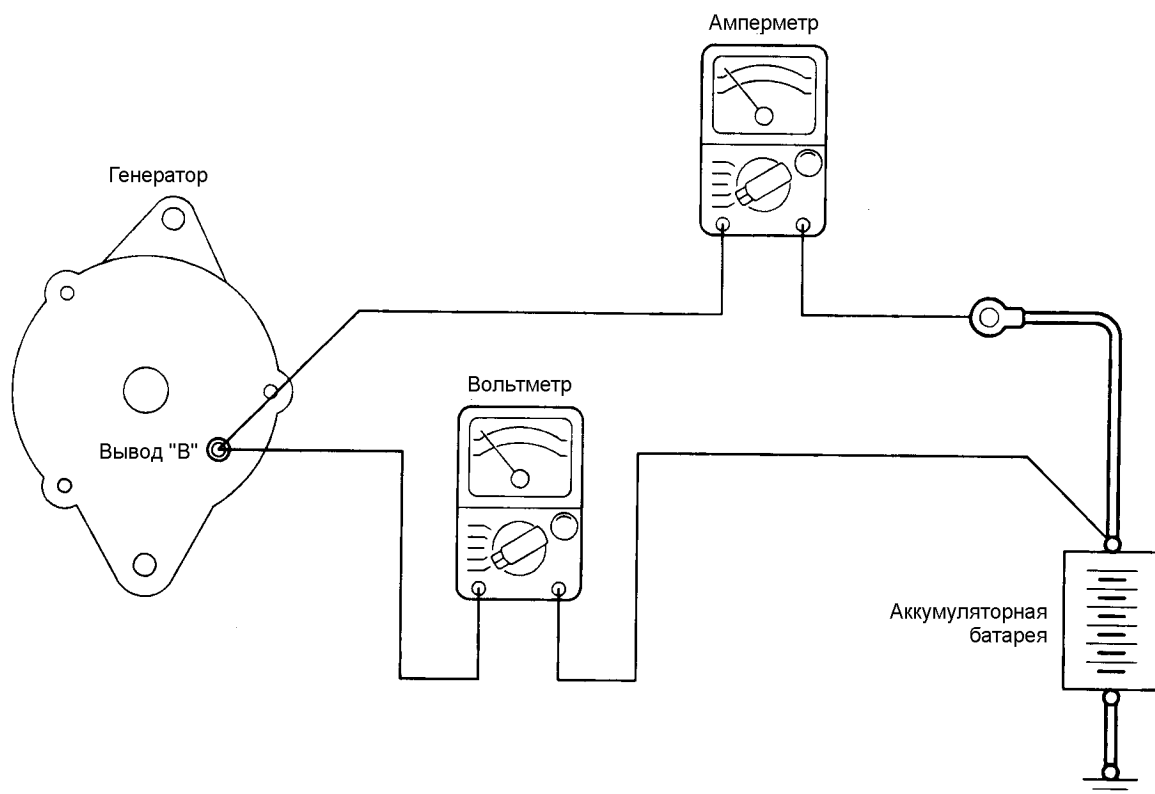 Амперметр
Генератор
Вольтметр
Вывод "В"
Аккумуляторная
батарея